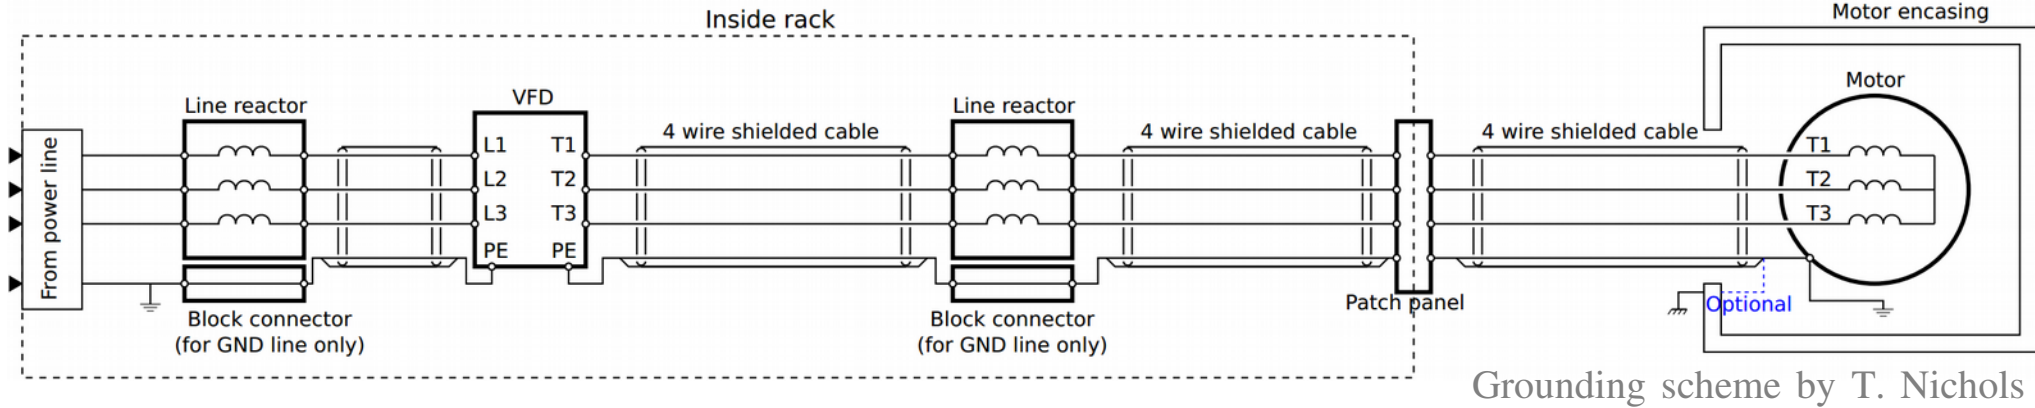 Inside rack
Motor encasing
From power line
Line reactor
Block connector
(for GND line only)
VFD
L1
L2
L3
PE
T1
T2
T3
PE
4 wire shielded cable
Line reactor
Block connector
(for GND line only)
4 wire shielded cable
Patch panel
4 wire shielded cable
Motor
T1
T2
T3
Optional
Grounding scheme by T. Nichols